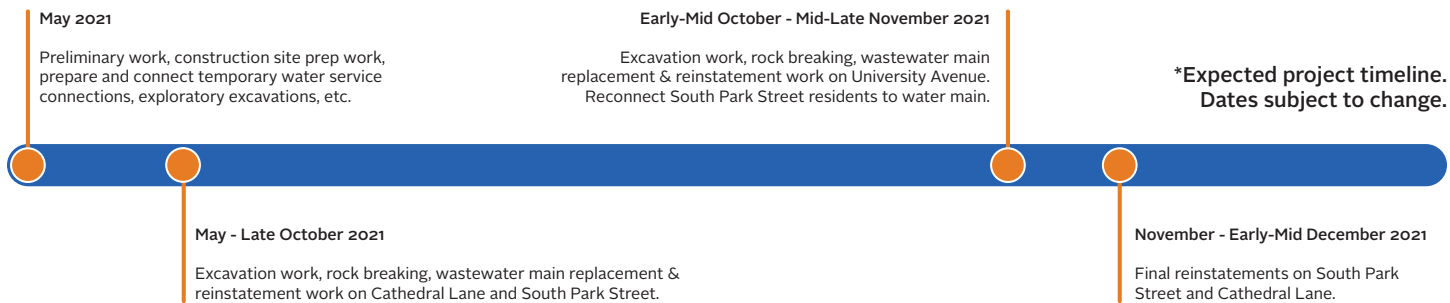 May 2021
Preliminary work, construction site prep work,
prepare and connect temporary water service
connections, exploratory excavations, etc.
Early-Mid October - Mid-Late November 2021
Excavation work, rock breaking, wastewater main
replacement & reinstatement work on University Avenue.
Reconnect South Park Street residents to water main.
*Expected project timeline.
Dates subject to change.
May - Late October 2021
Excavation work, rock breaking, wastewater main replacement &
reinstatement work on Cathedral Lane and South Park Street.
November - Early-Mid December 2021
Final reinstatements on South Park
Street and Cathedral Lane.